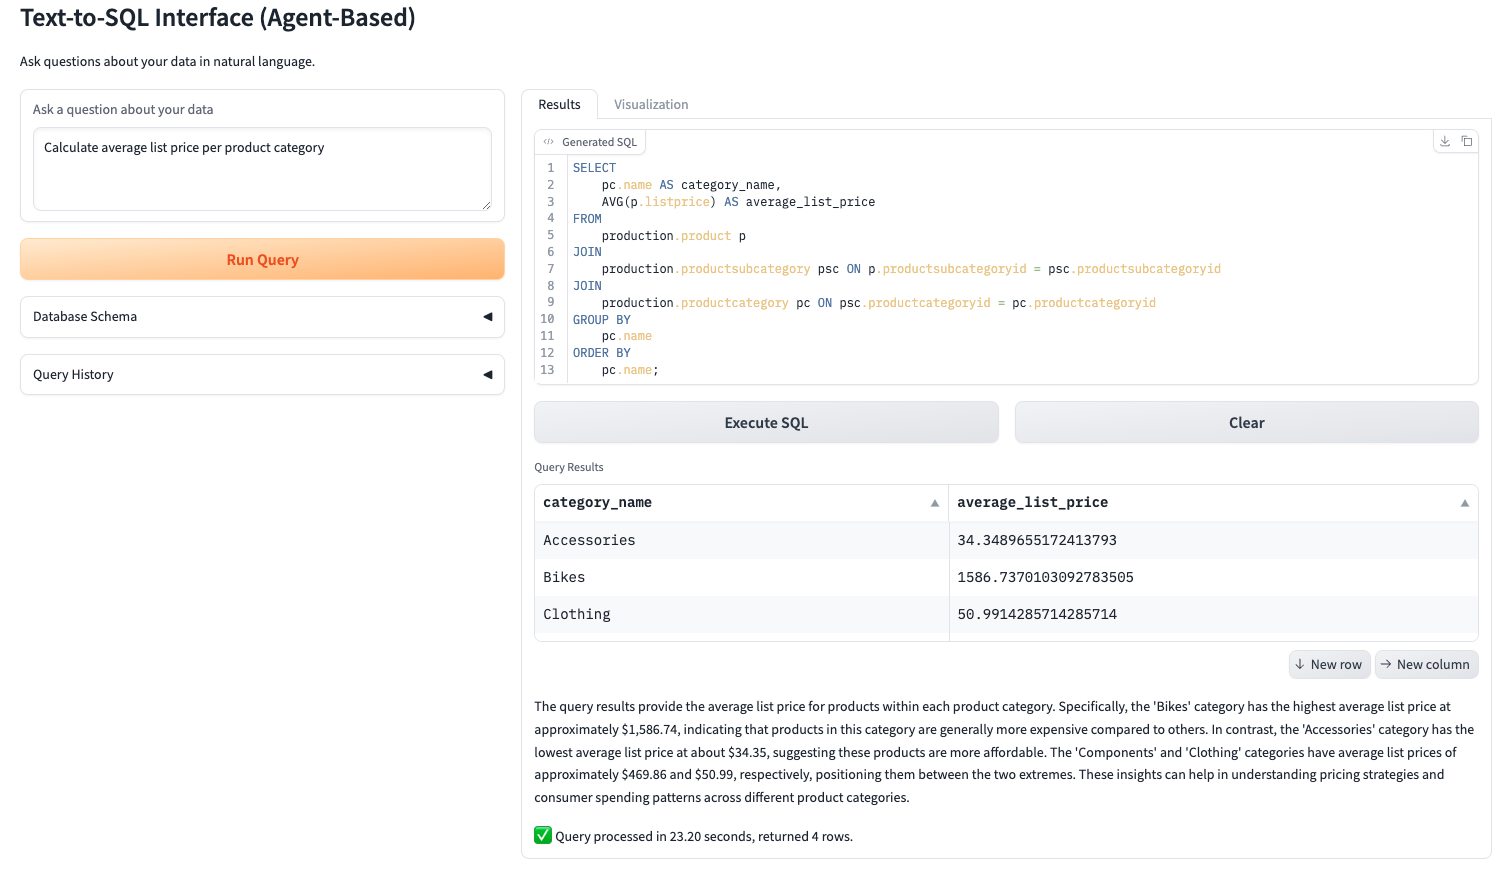 Text-to-SQL Interface (Agent-Based)
Ask questions about your data in natural language.
Ask a question about your data
Calculate average list price per product category
Run Query
Database Schema
Query History
Results Visualization
Generated SQL
1 SELECT
2 pc.name AS category_name,
3 AVG(p.listprice) AS average_list_price
4 FROM
5 production.product p
6 JOIN
7 production.productsubcategory psc ON p.productsubcategoryid = psc.productsubcategoryid
8 JOIN
9 production.productcategory pc ON psc.productcategoryid = pc.productcategoryid
10 GROUP BY
11 pc.name
12 ORDER BY
13 pc.name;
Execute SQL Clear
Query Results
category_name average_list_price
Accessories 34.3489655172413793
Bikes 1586.7370103092783505
Clothing 50.9914285714285714
New row New column
The query results provide the average list price for products within each product category. Specifically, the 'Bikes' category has the highest average list price at
approximately $1,586.74, indicating that products in this category are generally more expensive compared to others. In contrast, the 'Accessories' category has the
lowest average list price at about $34.35, suggesting these products are more affordable. The 'Components' and 'Clothing' categories have average list prices of
approximately $469.86 and $50.99, respectively, positioning them between the two extremes. These insights can help in understanding pricing strategies and
consumer spending patterns across different product categories.
Query processed in 23.20 seconds, returned 4 rows.